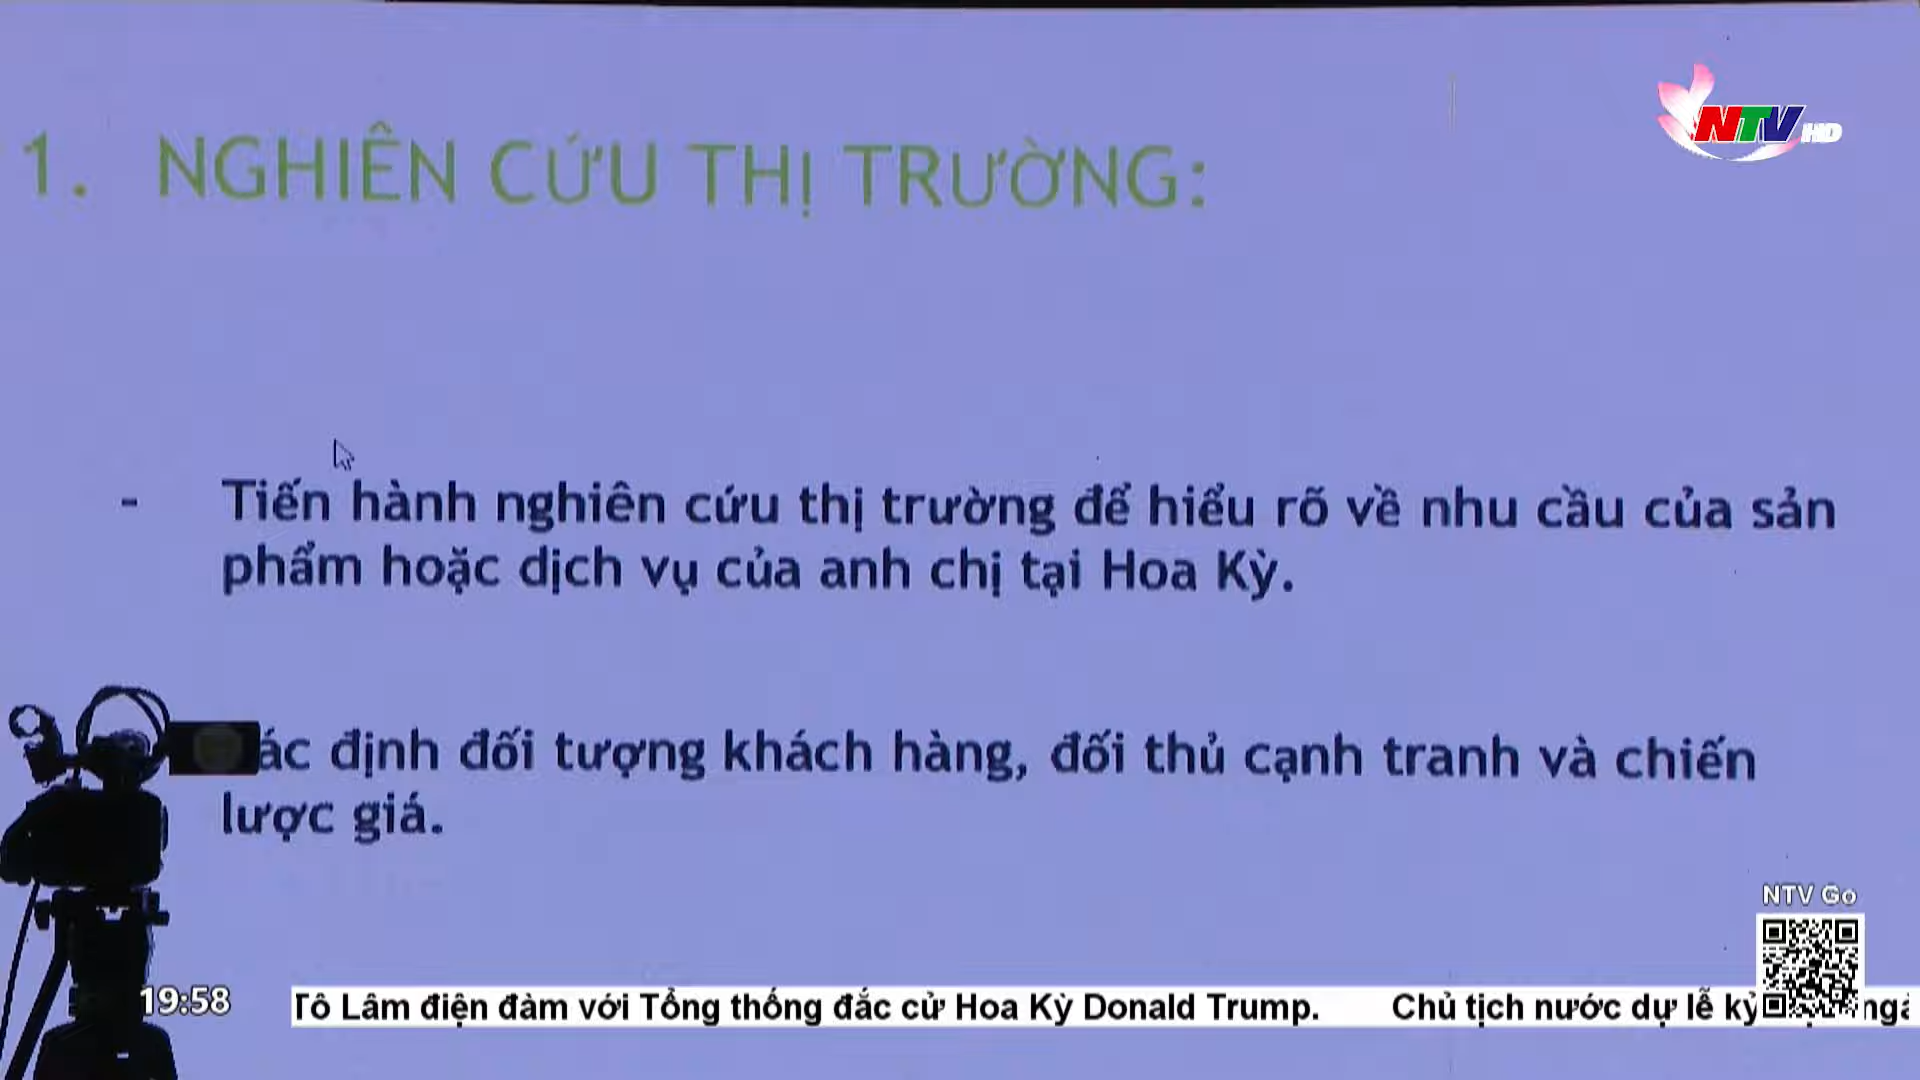 NTV HD
1. NGHIÊN CỨU THỊ TRƯỜNG:
- Tiến hành nghiên cứu thị trường để hiểu rõ về nhu cầu của sản
phẩm hoặc dịch vụ của anh chị tại Hoa Kỳ.
ác định đối tượng khách hàng, đối thủ cạnh tranh và chiến
lược giá.
NTV Go
19:58
Tô Lâm điện đàm với Tổng thống đắc cử Hoa Kỳ Donald Trump. Chủ tịch nước dự lễ kỷ